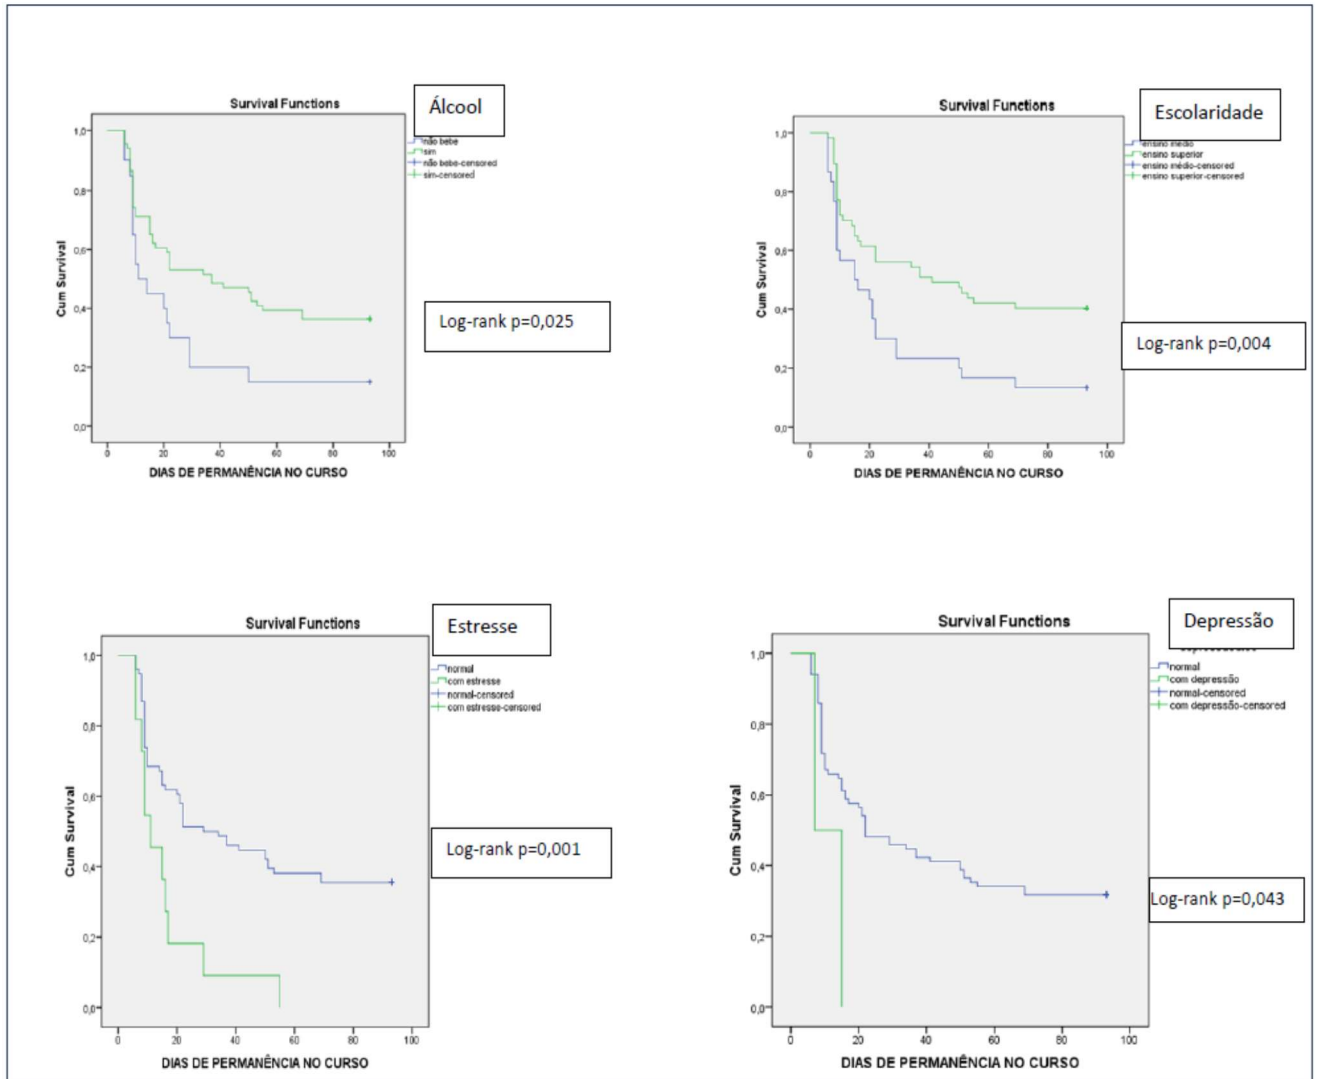 Álcool
Survival Functions
não bebe
sim
não bebe-censored
sim-censored
1,0
0,8
0,6
0,4
0,2
0,0
Cum Survival
0 20 40 60 80 100
DIAS DE PERMANÊNCIA NO CURSO
Log-rank p=0,025
Escolaridade
Survival Functions
ensino médio
ensino superior
ensino médio-censored
ensino superior-censored
1,0
0,8
0,6
0,4
0,2
0,0
Cum Survival
0 20 40 60 80 100
DIAS DE PERMANÊNCIA NO CURSO
Log-rank p=0,004
Estresse
Survival Functions
normal
com estresse
normal-censored
com estresse-censored
1,0
0,8
0,6
0,4
0,2
0,0
Cum Survival
0 20 40 60 80 100
DIAS DE PERMANÊNCIA NO CURSO
Log-rank p=0,001
Depressão
Survival Functions
normal
com depressão
normal-censored
com depressão-censored
1,0
0,8
0,6
0,4
0,2
0,0
Cum Survival
0 20 40 60 80 100
DIAS DE PERMANÊNCIA NO CURSO
Log-rank p=0,043